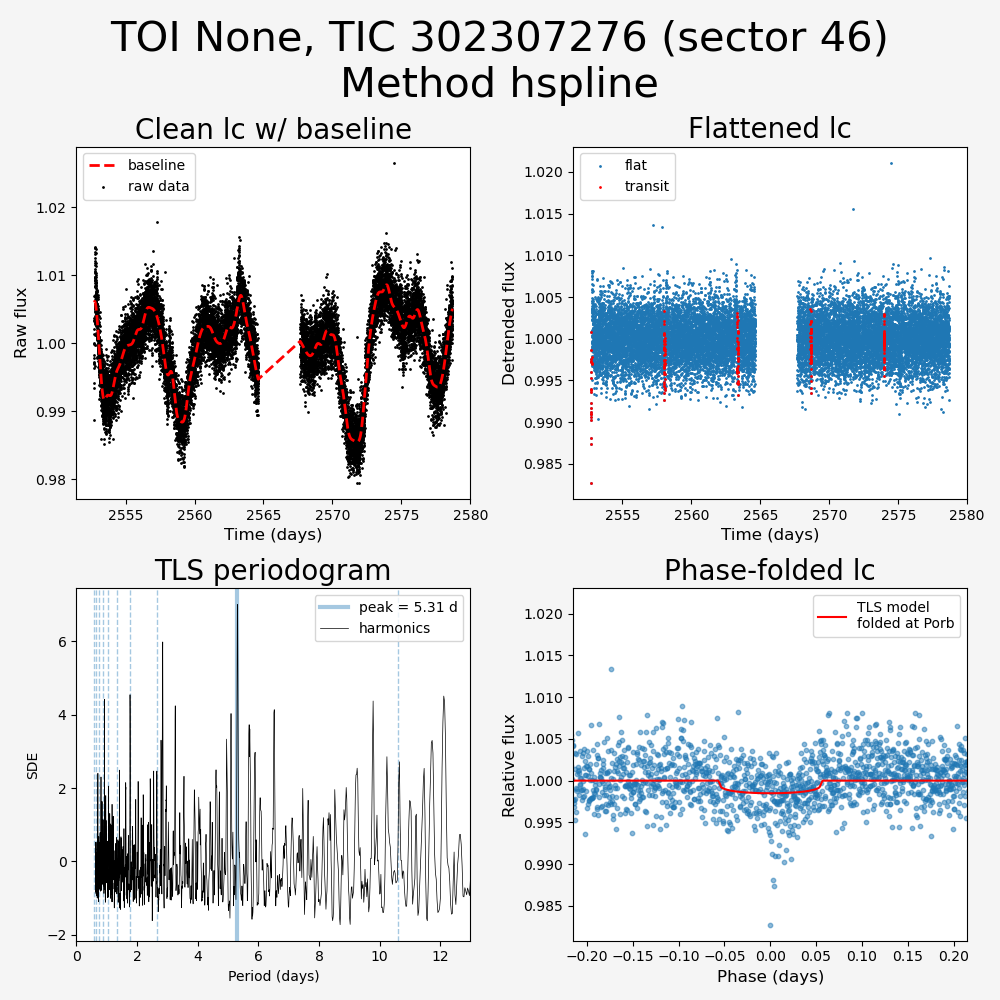 TOI None, TIC 302307276 (sector 46)
Method hspline
Clean lc w/ baseline
Flattened lc
baseline
raw data
flat
transit
Raw flux
1.02
1.01
1.00
0.99
0.98
2555
2560
2565
2570
2575
2580
Time (days)
Detrended flux
1.020
1.015
1.010
1.005
1.000
0.995
0.990
0.985
2555
2560
2565
2570
2575
2580
Time (days)
TLS periodogram
Phase-folded lc
peak = 5.31 d
harmonics
SDE
6
4
2
0
−2
0
2
4
6
8
10
12
Period (days)
TLS model
folded at Porb
Relative flux
1.020
1.015
1.010
1.005
1.000
0.995
0.990
0.985
−0.20
−0.15
−0.10
−0.05
0.00
0.05
0.10
0.15
0.20
Phase (days)